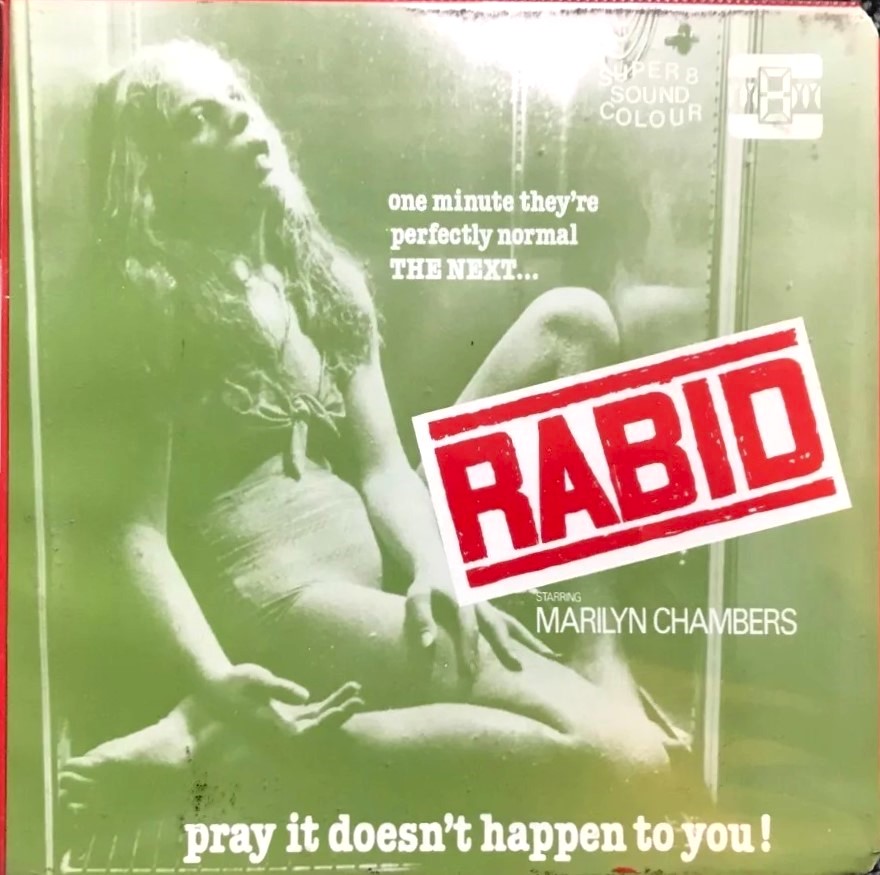 SUPER 8
SOUND
COLOUR
8
one minute they're
perfectly normal
THE NEXT...
RABID
STARRING
MARILYN CHAMBERS
pray it doesn't happen to you!